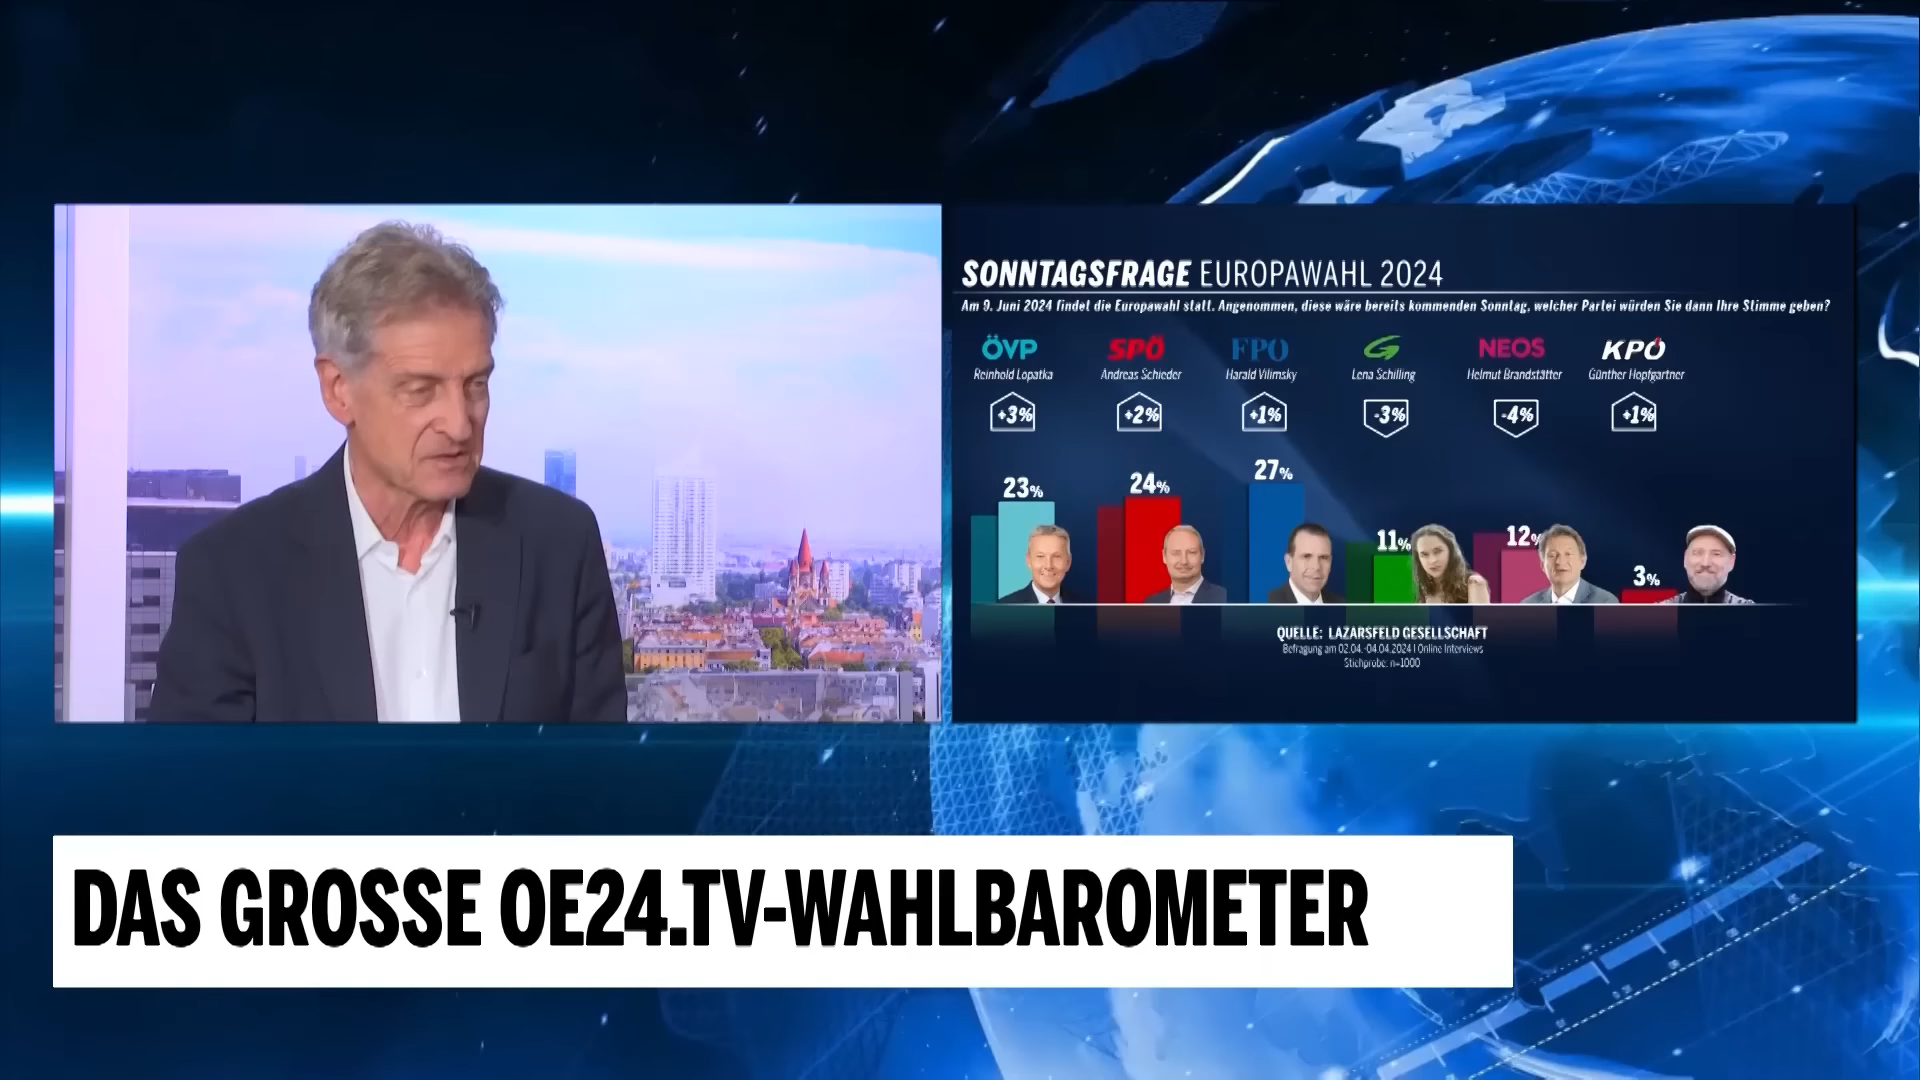 SONNTAGSFRAGE EUROPAWAHL 2024
Am 9. Juni 2024 findet die Europawahl statt. Angenommen, diese wäre bereits kommenden Sonntag, welcher Partei würden Sie dann Ihre Stimme geben?
ÖVP SPÖ FPÖ G NEOS KPÖ
Reinhold Lopatka Andreas Schieder Harald Vilimsky Lena Schilling Helmut Brandstätter Günther Hopfgartner
+3% +2% +1% -3% -4% +1%
23% 24% 27% 11% 12% 3%
QUELLE: LAZARSFELD GESELLSCHAFT
Befragung am 02.04.-04.04.2024 | Online Interviews
Stichprobe: n=1000
DAS GROSSE OE24.TV-WAHLBAROMETER